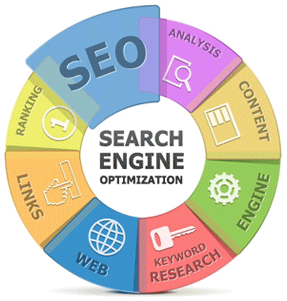 SEO
ANALYSIS
CONTENT
ENGINE
KEYWORD
RESEARCH
WEB
LINKS
RANKING
1
SEARCH
ENGINE
OPTIMIZATION